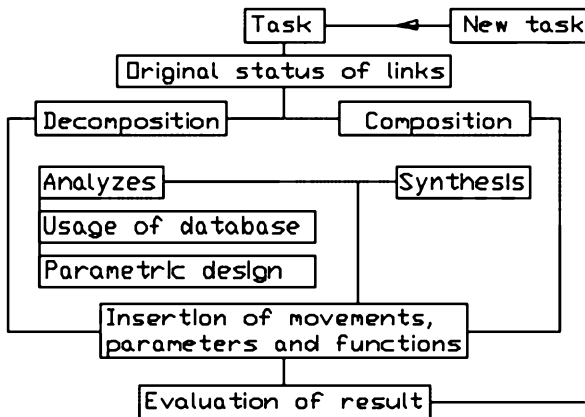 Task
New task
Original status of links
Decomposition
Composition
Analyzes
Synthesis
Usage of database
Parametric design
Insertion of movements,
parameters and functions
Evaluation of result